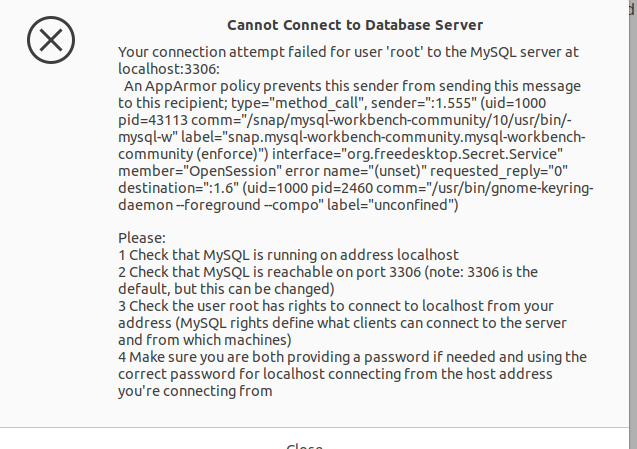 Cannot Connect to Database Server
Your connection attempt failed for user 'root' to the MySQL server at
localhost:3306:
An AppArmor policy prevents this sender from sending this message
to this recipient; type="method_call", sender=":1.555" (uid=1000
pid=43113 comm="/snap/mysql-workbench-community/10/usr/bin/-
mysql-w" label="snap.mysql-workbench-community.mysql-workbench-
community (enforce)") interface="org.freedesktop.Secret.Service"
member="OpenSession" error name="(unset)" requested_reply="0"
destination=":1.6" (uid=1000 pid=2460 comm="/usr/bin/gnome-keyring-
daemon --foreground --compo" label="unconfined")
Please:
1 Check that MySQL is running on address localhost
2 Check that MySQL is reachable on port 3306 (note: 3306 is the
default, but this can be changed)
3 Check the user root has rights to connect to localhost from your
address (MySQL rights define what clients can connect to the server
and from which machines)
4 Make sure you are both providing a password if needed and using the
correct password for localhost connecting from the host address
you're connecting from
Close